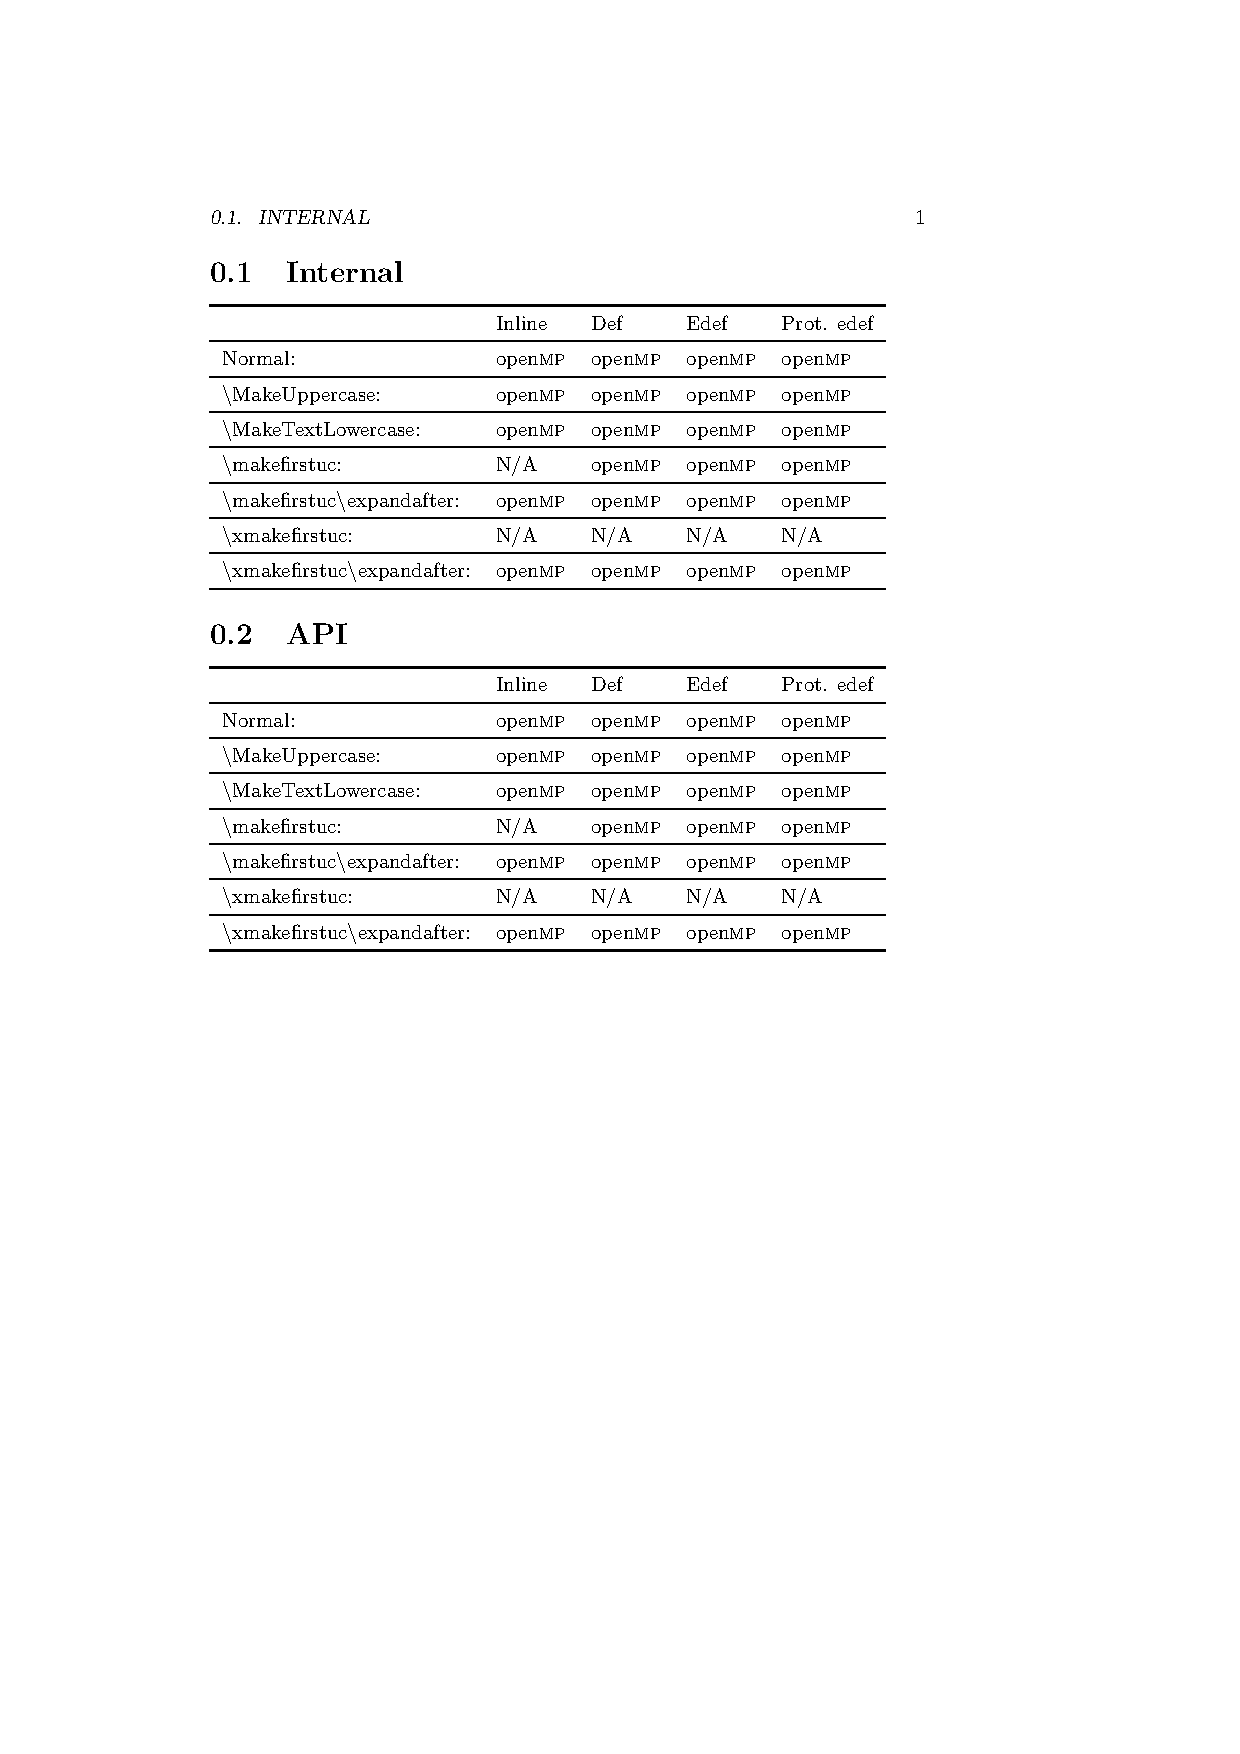 0.1. INTERNAL 1
0.1 Internal
Inline Def Edef Prot. edef
Normal: openMP openMP openMP openMP
\MakeUppercase: openMP openMP openMP openMP
\MakeTextLowercase: openMP openMP openMP openMP
\makefirstuc: N/A openMP openMP openMP
\makefirstuc\expandafter: openMP openMP openMP openMP
\xmakefirstuc: N/A N/A N/A N/A
\xmakefirstuc\expandafter: openMP openMP openMP openMP
0.2 API
Inline Def Edef Prot. edef
Normal: openMP openMP openMP openMP
\MakeUppercase: openMP openMP openMP openMP
\MakeTextLowercase: openMP openMP openMP openMP
\makefirstuc: N/A openMP openMP openMP
\makefirstuc\expandafter: openMP openMP openMP openMP
\xmakefirstuc: N/A N/A N/A N/A
\xmakefirstuc\expandafter: openMP openMP openMP openMP